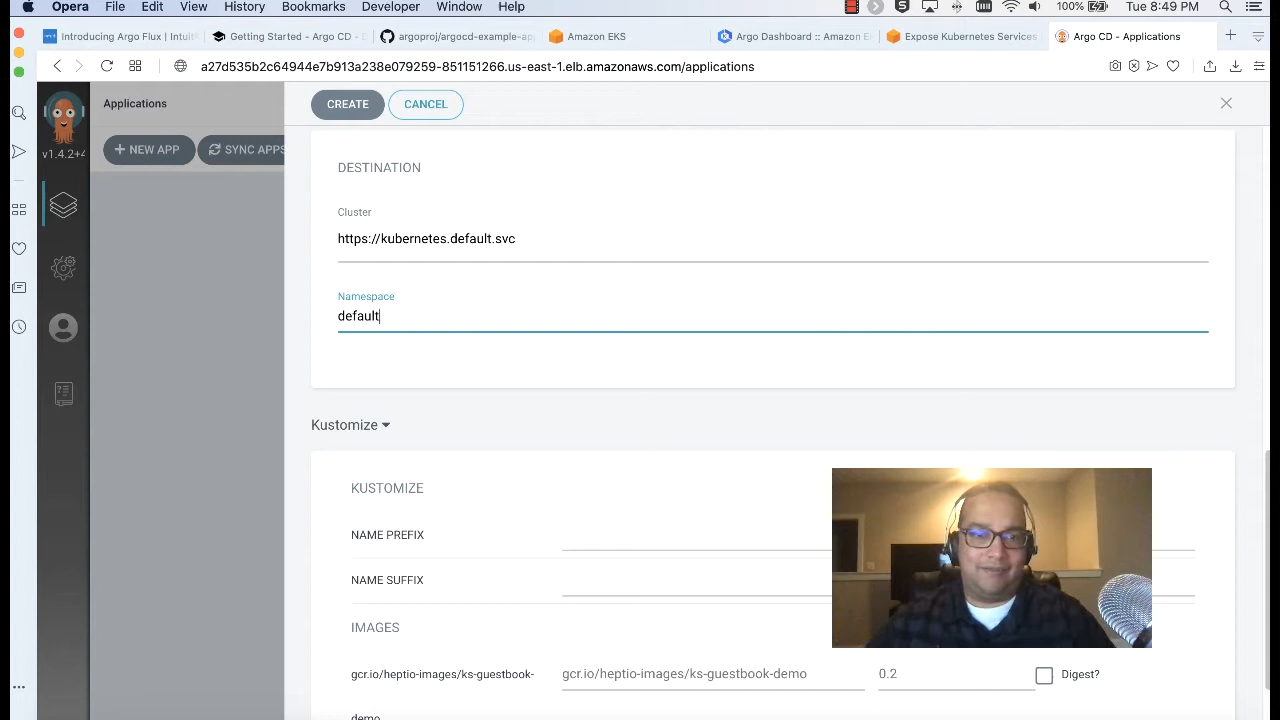 Opera File Edit View History Bookmarks Developer Window Help 100% Tue 8:49 PM
Introducing Argo Flux | Intuit Getting Started - Argo CD - D argoproj/argocd-example-ap Amazon EKS Argo Dashboard :: Amazon E Expose Kubernetes Services Argo CD - Applications
a27d535b2c64944e7b913a238e079259-851151266.us-east-1.elb.amazonaws.com/applications
v1.4.2+4
Applications
NEW APP SYNC APPS
CREATE CANCEL
DESTINATION
Cluster
https://kubernetes.default.svc
Namespace
default
Kustomize
KUSTOMIZE
NAME PREFIX
NAME SUFFIX
IMAGES
gcr.io/heptio-images/ks-guestbook- gcr.io/heptio-images/ks-guestbook-demo 0.2 Digest?
demo